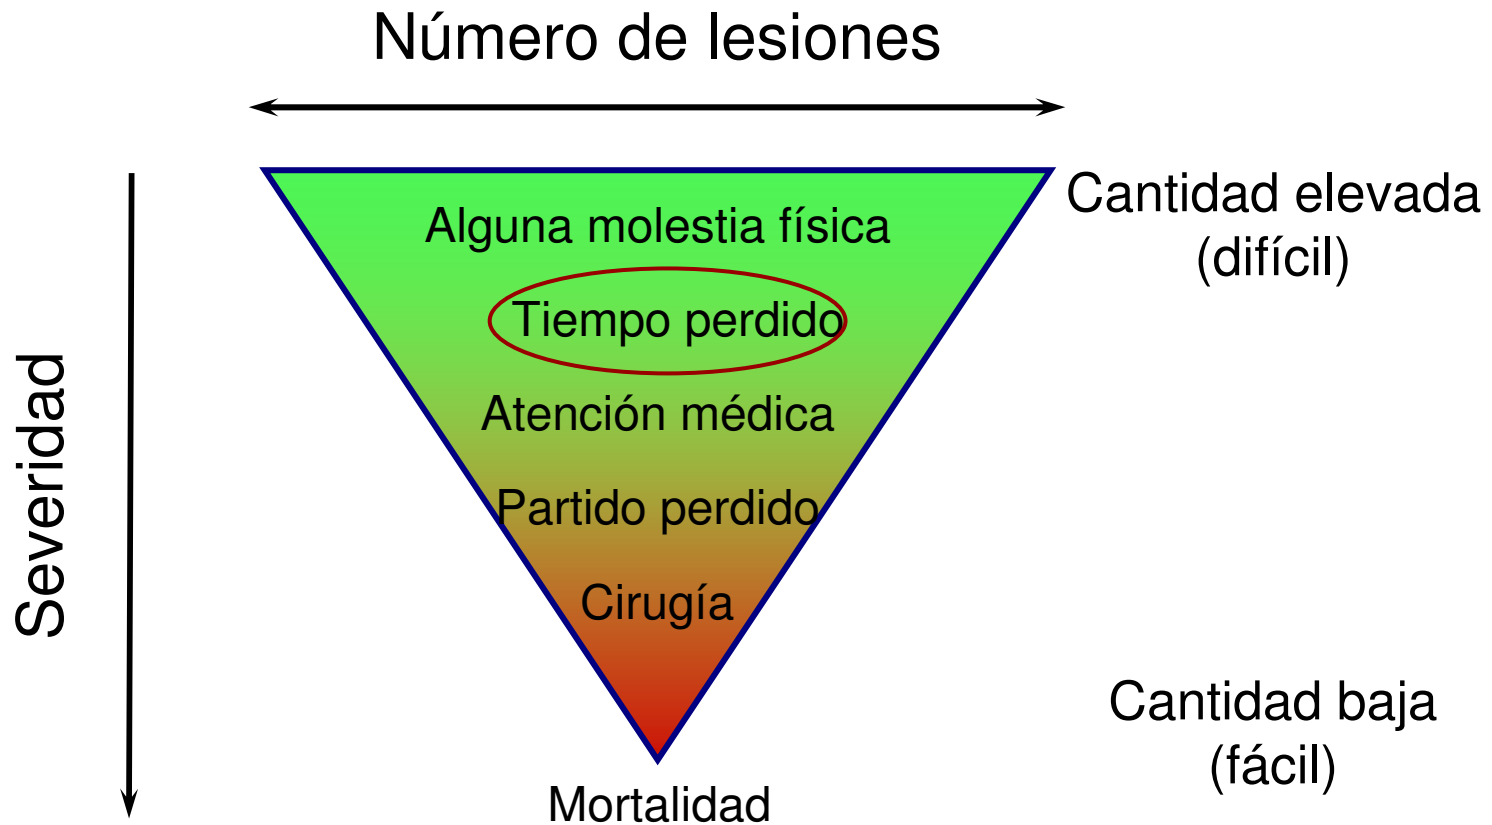 Número de lesiones
Severidad
Alguna molestia física
Tiempo perdido
Atención médica
Partido perdido
Cirugía
Mortalidad
Cantidad elevada
(difícil)
Cantidad baja
(fácil)